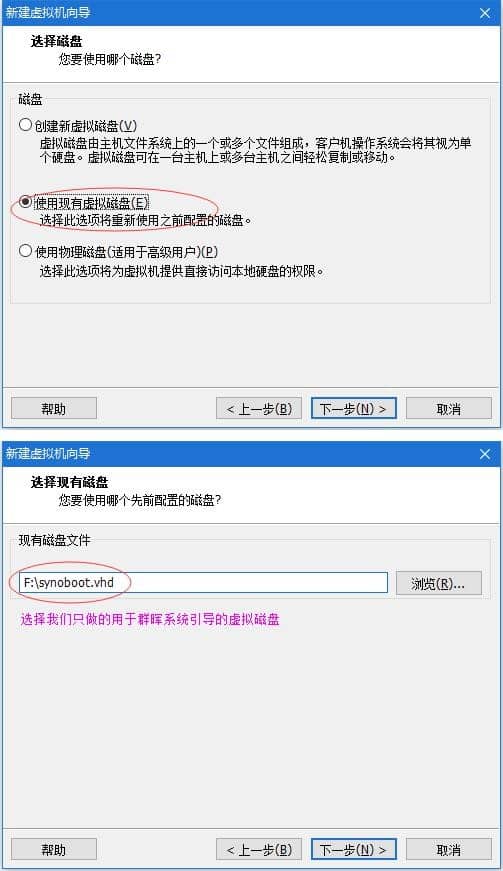 新建虚拟机向导
选择磁盘
您要使用哪个磁盘?
磁盘
创建新虚拟磁盘(V)
虚拟磁盘由主机文件系统上的一个或多个文件组成，客户机操作系统会将其视为单
个硬盘。虚拟磁盘可在一台主机上或多台主机之间轻松复制或移动。
使用现有虚拟磁盘(E)
选择此选项将重新使用之前配置的磁盘。
使用物理磁盘(适用于高级用户)(P)
选择此选项将为虚拟机提供直接访问本地硬盘的权限。
帮助
< 上一步(B)
下一步(N) >
取消
新建虚拟机向导
选择现有磁盘
您要使用哪个先前配置的磁盘?
现有磁盘文件
F:\synoboot.vhd
浏览(R)...
选择我们只做的用于群晖系统引导的虚拟磁盘
帮助
< 上一步(B)
下一步(N) >
取消